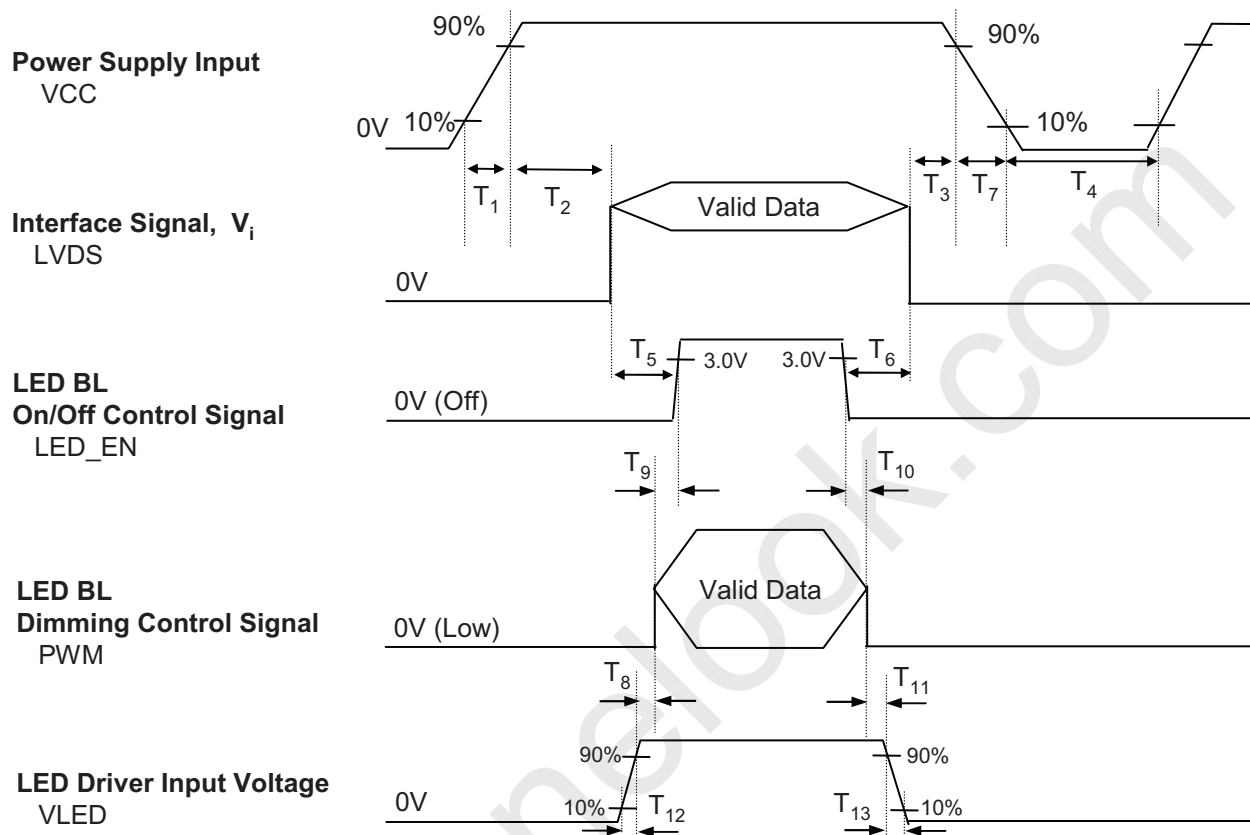 90%
90%
Power Supply Input
VCC
0V
10%
10%
T1
T2
T3
T7
T4
Interface Signal, Vi
LVDS
Valid Data
0V
T5
3.0V
3.0V
T6
LED BL
On/Off Control Signal
LED_EN
0V (Off)
T9
T10
LED BL
Dimming Control Signal
PWM
Valid Data
0V (Low)
T8
T11
90%
90%
LED Driver Input Voltage
VLED
0V
10%
T12
T13
10%
nelook.com